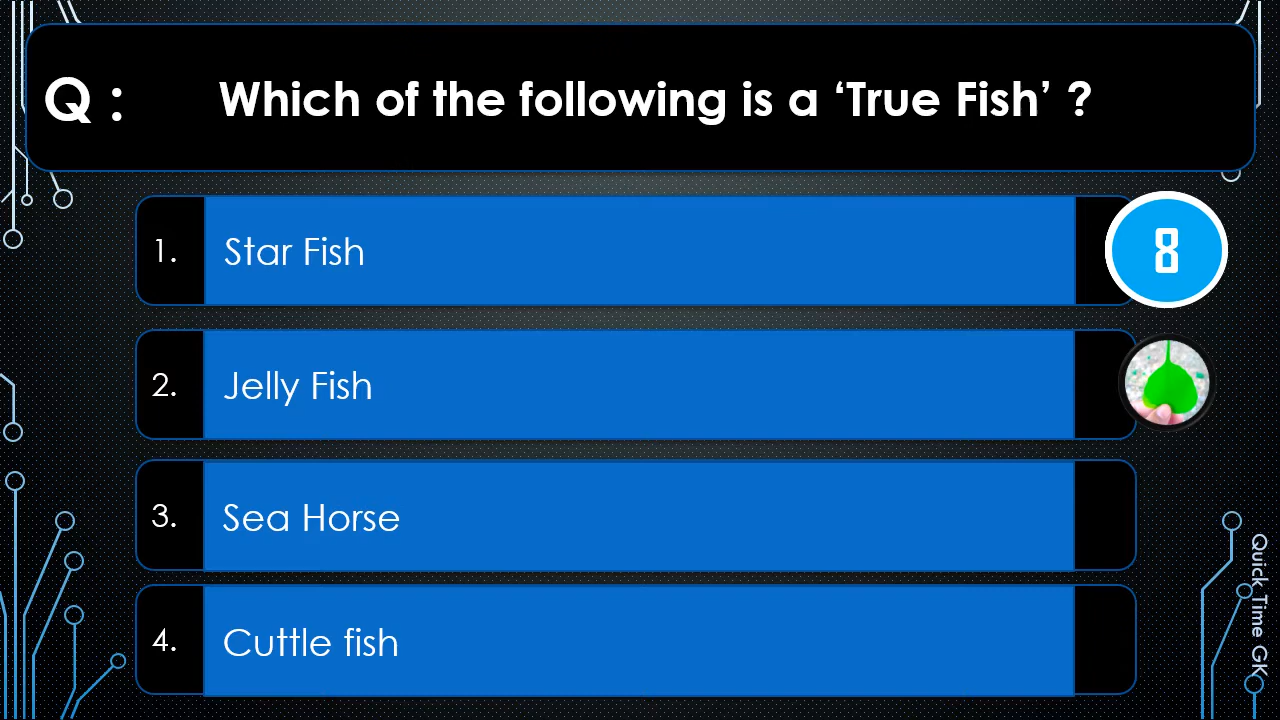 Q :
Which of the following is a ‘True Fish’ ?
1. Star Fish
8
2. Jelly Fish
3. Sea Horse
4. Cuttle fish
Quick Time GK